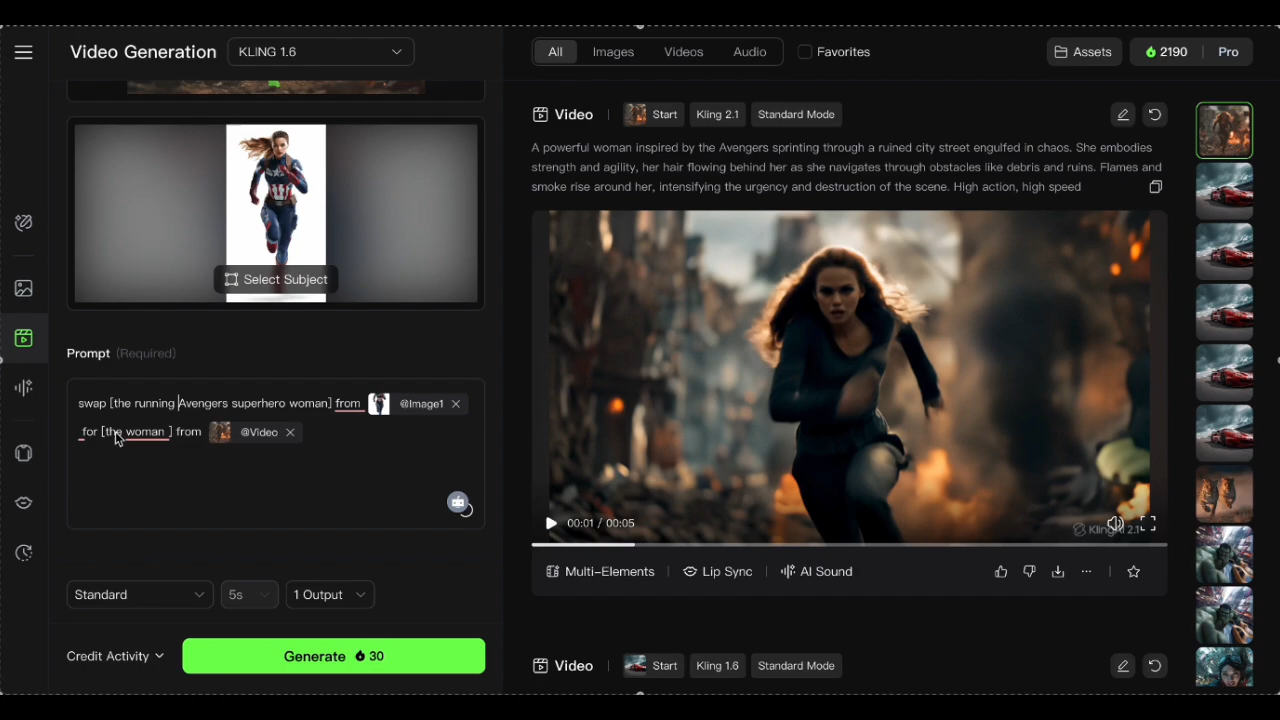 Video Generation
KLING 1.6
All
Images
Videos
Audio
Favorites
Assets
2190
Pro
Select Subject
Prompt (Required)
swap [the running Avengers superhero woman] from @Image1
for [the woman ] from @Video
Standard
5s
1 Output
Credit Activity
Generate 30
Video
Start
Kling 2.1
Standard Mode
A powerful woman inspired by the Avengers sprinting through a ruined city street engulfed in chaos. She embodies
strength and agility, her hair flowing behind her as she navigates through obstacles like debris and ruins. Flames and
smoke rise around her, intensifying the urgency and destruction of the scene. High action, high speed
00:01 / 00:05
KlingAI 2.1
Multi-Elements
Lip Sync
AI Sound
Video
Start
Kling 1.6
Standard Mode